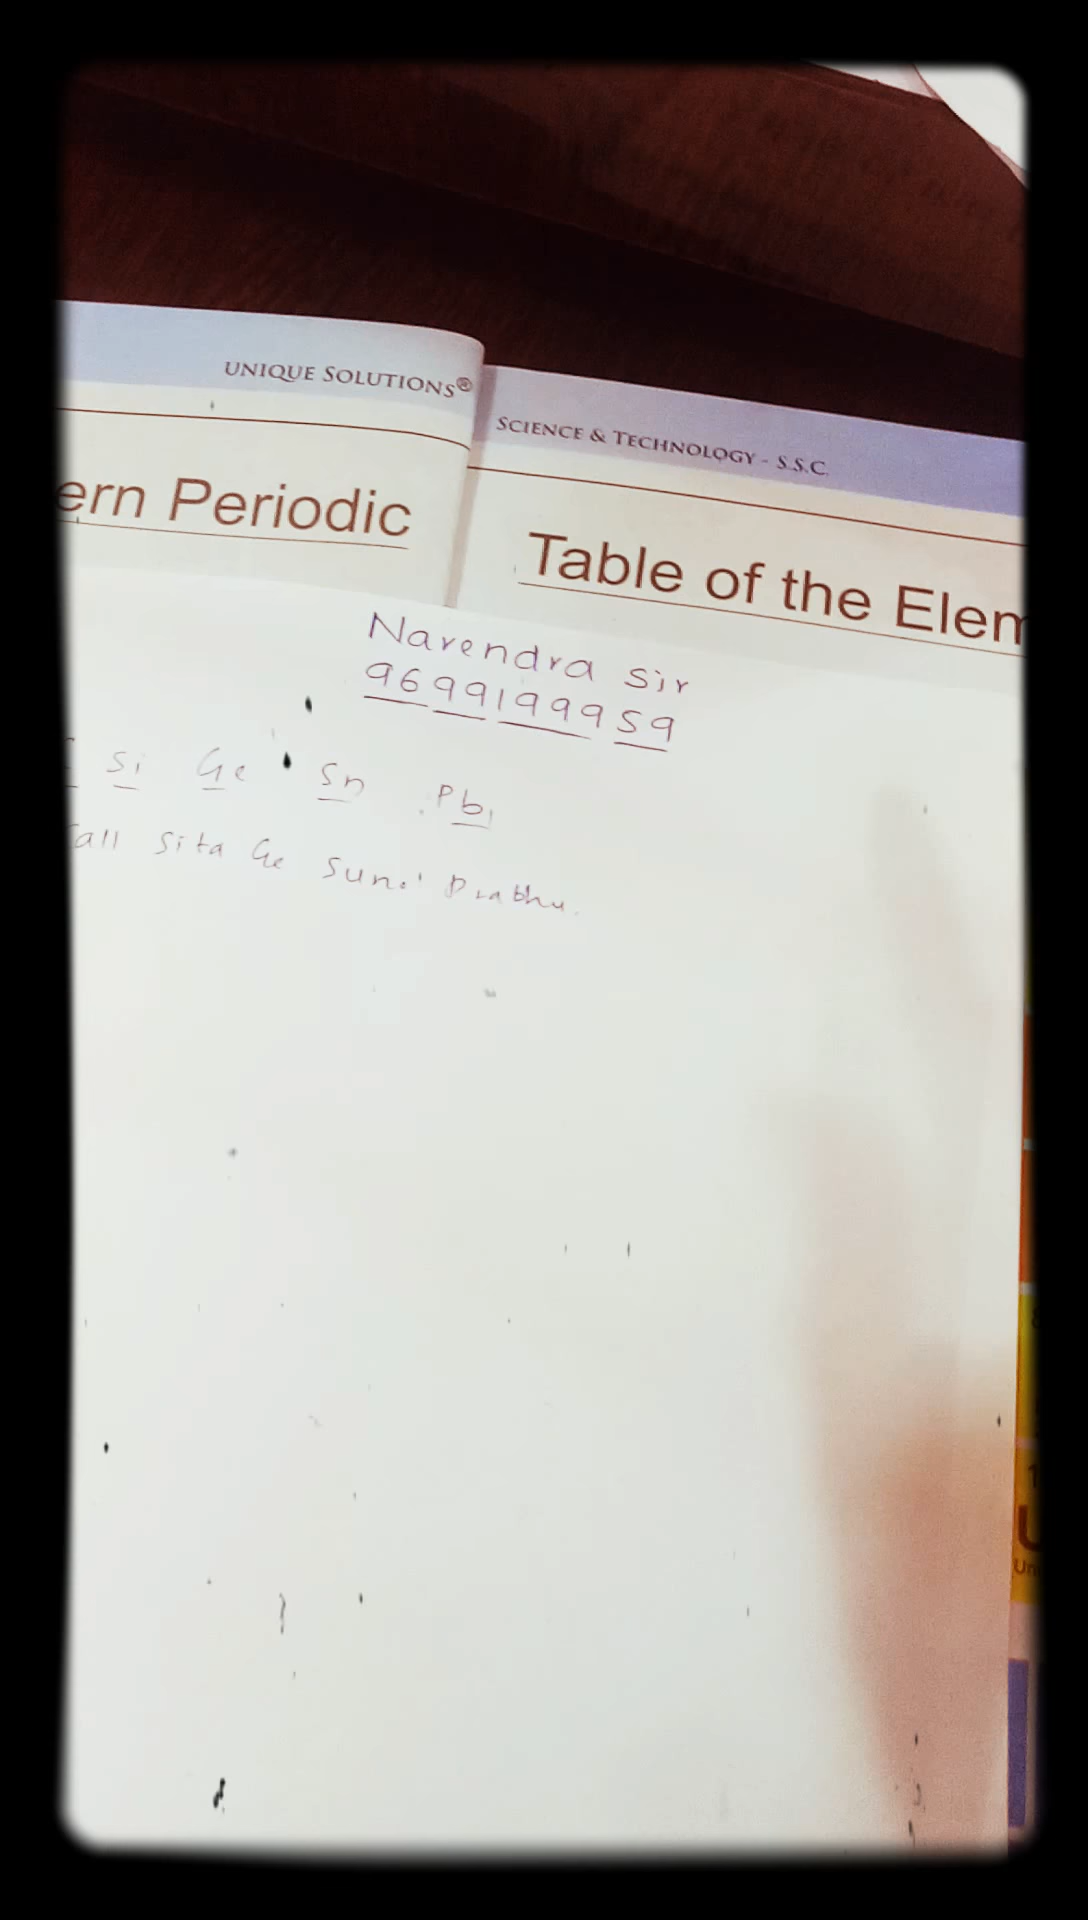 UNIQUE SOLUTIONS®
SCIENCE & TECHNOLOGY - S.S.C.
ern Periodic
Table of the Elem
Narendra Sir
9699199959
Si Ge Sn Pb
all Sita Ge Prabhu.